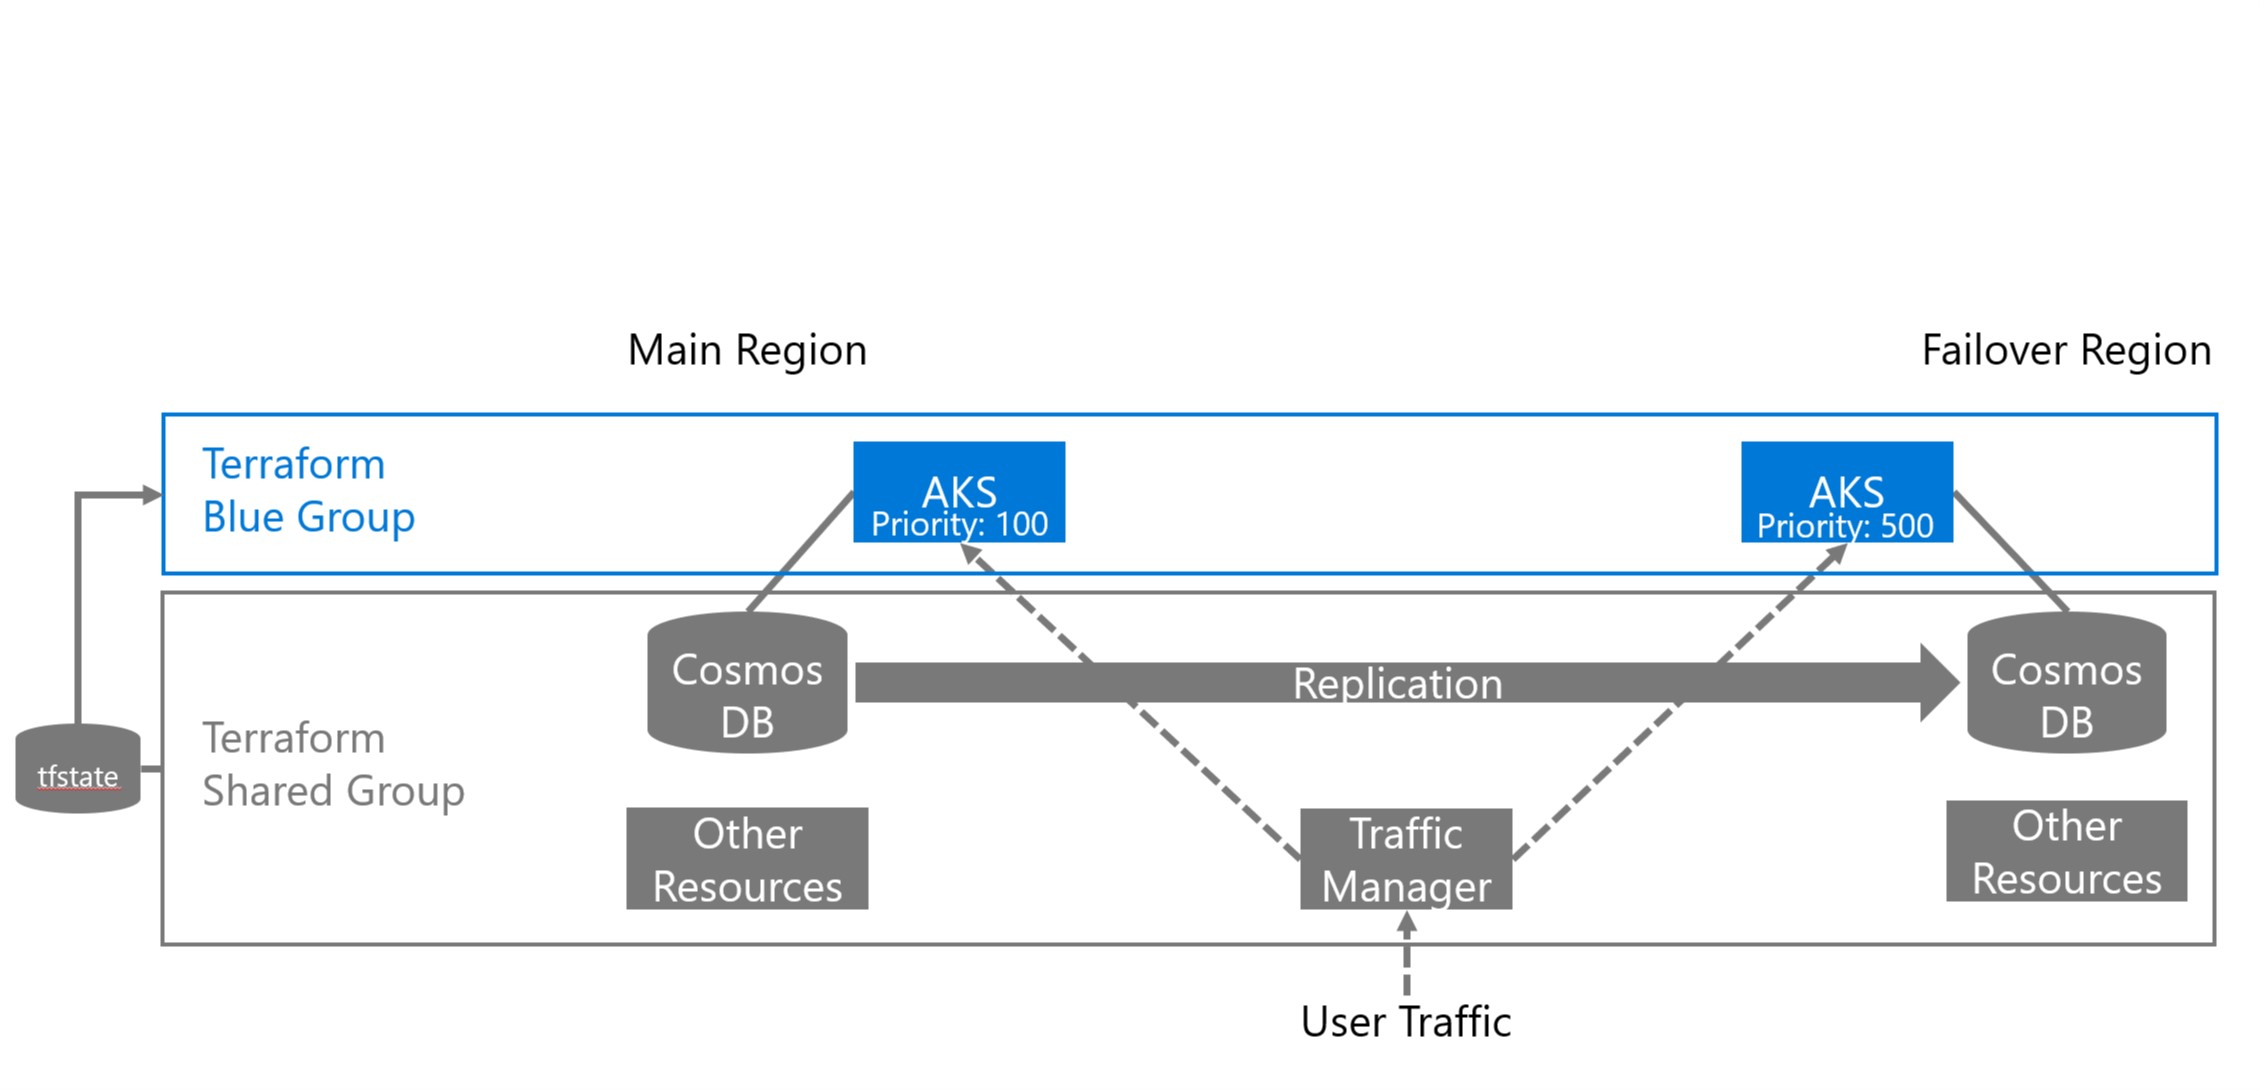 Main Region
Failover Region
Terraform
Blue Group
AKS
Priority: 100
AKS
Priority: 500
Cosmos
DB
Replication
Cosmos
DB
tfstate
Terraform
Shared Group
Other
Resources
Traffic
Manager
Other
Resources
User Traffic